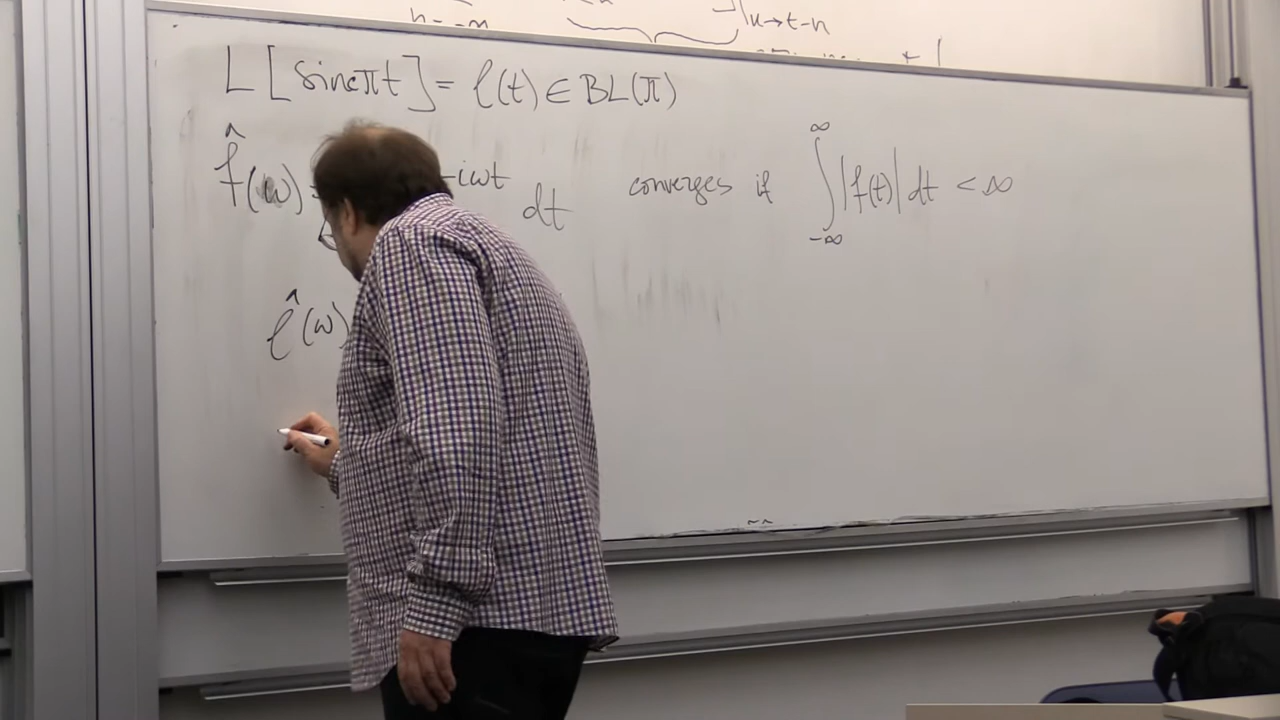 u→t-n
L[sincπt] = ℓ(t) ∈ BL(π)
f̂(ω) -iωt dt converges if ∫_{-∞}^{∞} |f(t)| dt < ∞
ℓ̂(ω)